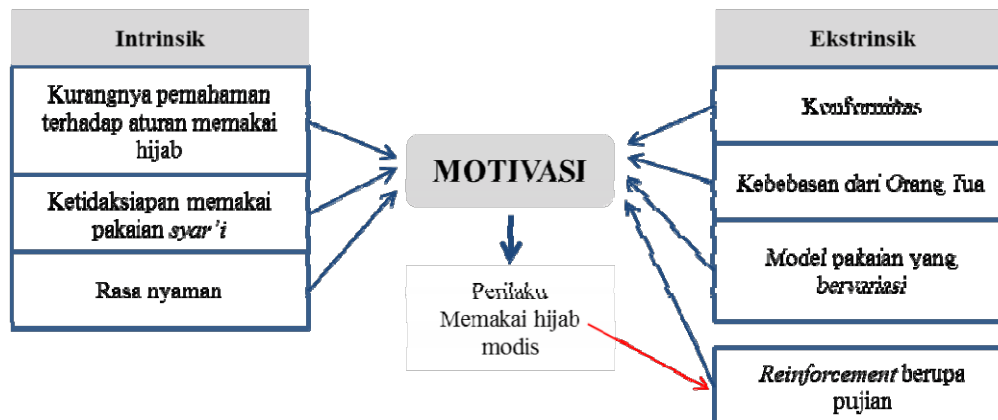 Intrinsik
Kurangnya pemahaman
terhadap aturan memakai
hijab
Ketidaksiapan memakai
pakaian syar'i
Rasa nyaman
MOTIVASI
Perilaku
Memakai hijab
modis
Ekstrinsik
Konformitas
Kebebasan dari Orang Tua
Model pakaian yang
bervariasi
Reinforcement berupa
pujian